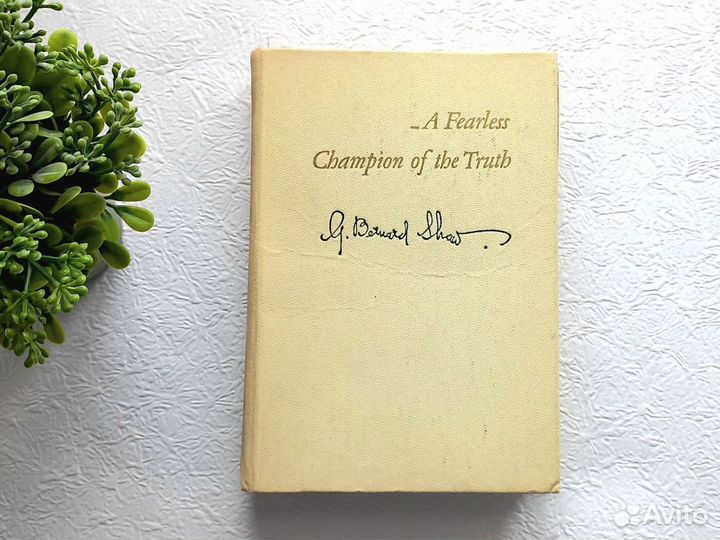 ... A Fearless
Champion of the Truth
G. Bernard Shaw.
Avito